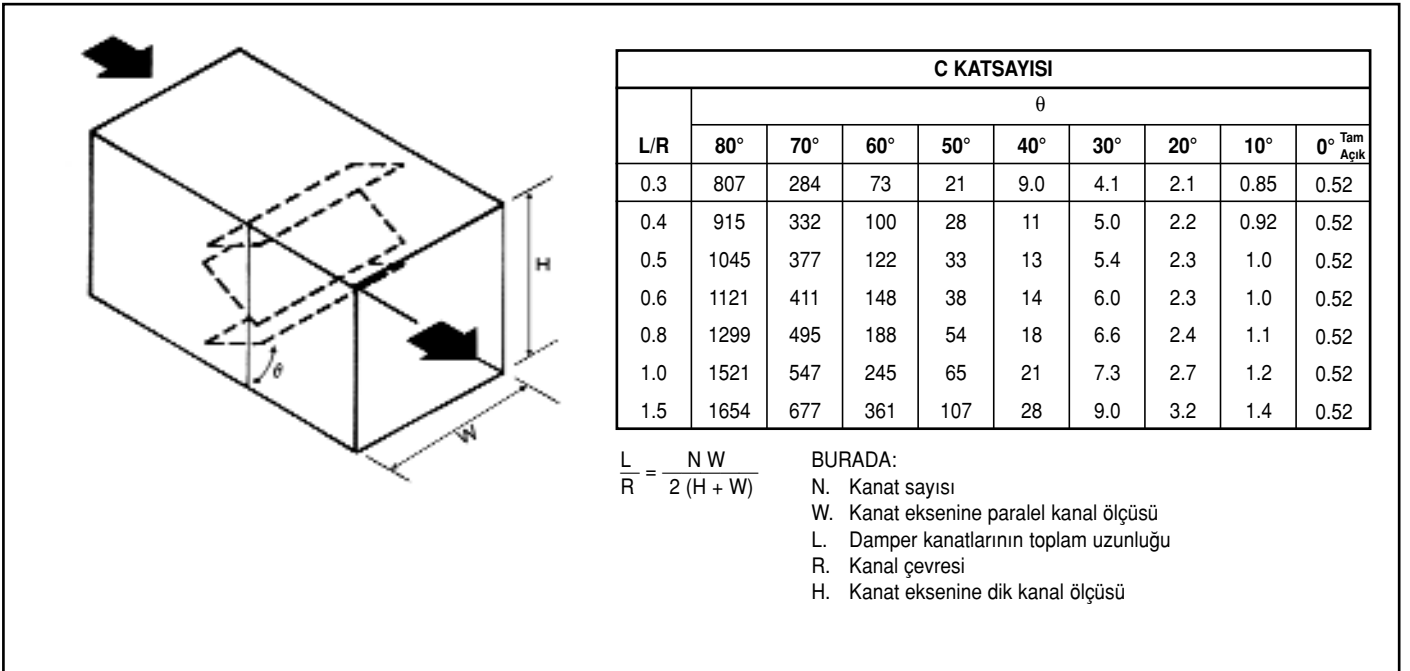 C KATSAYISI
θ
L/R 80° 70° 60° 50° 40° 30° 20° 10° 0° Tam Açık
0.3 807 284 73 21 9.0 4.1 2.1 0.85 0.52
0.4 915 332 100 28 11 5.0 2.2 0.92 0.52
0.5 1045 377 122 33 13 5.4 2.3 1.0 0.52
0.6 1121 411 148 38 14 6.0 2.3 1.0 0.52
0.8 1299 495 188 54 18 6.6 2.4 1.1 0.52
1.0 1521 547 245 65 21 7.3 2.7 1.2 0.52
1.5 1654 677 361 107 28 9.0 3.2 1.4 0.52
H
θ
W
L/R = N W / 2 (H + W)
BURADA:
N. Kanat sayısı
W. Kanat eksenine paralel kanal ölçüsü
L. Damper kanatlarının toplam uzunluğu
R. Kanal çevresi
H. Kanat eksenine dik kanal ölçüsü